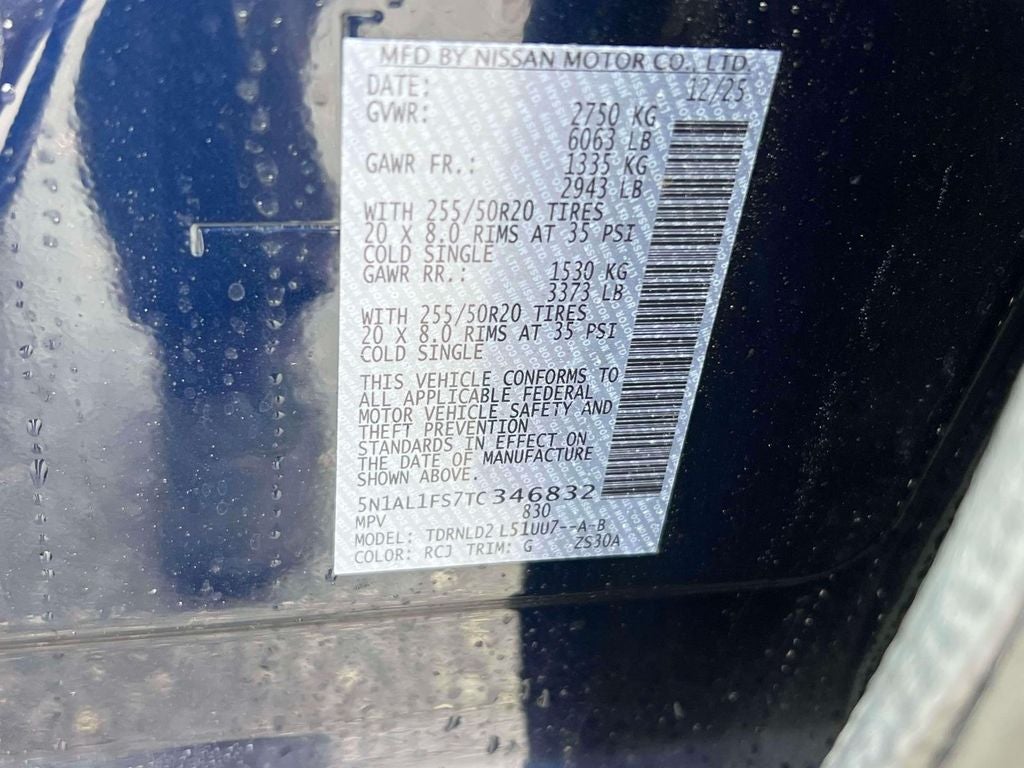 MFD BY NISSAN MOTOR CO., LTD.
DATE: 12/25
GVWR: 2750 KG
6063 LB
GAWR FR.: 1335 KG
2943 LB
WITH 255/50R20 TIRES
20 X 8.0 RIMS AT 35 PSI
COLD SINGLE
GAWR RR.: 1530 KG
3373 LB
WITH 255/50R20 TIRES
20 X 8.0 RIMS AT 35 PSI
COLD SINGLE
THIS VEHICLE CONFORMS TO
ALL APPLICABLE FEDERAL
MOTOR VEHICLE SAFETY AND
THEFT PREVENTION
STANDARDS IN EFFECT ON
THE DATE OF MANUFACTURE
SHOWN ABOVE.
5N1AL1FS7TC346832
MPV 830
MODEL: TDRNLD2 L51UU7--A-B
COLOR: RCJ TRIM: G ZS30A